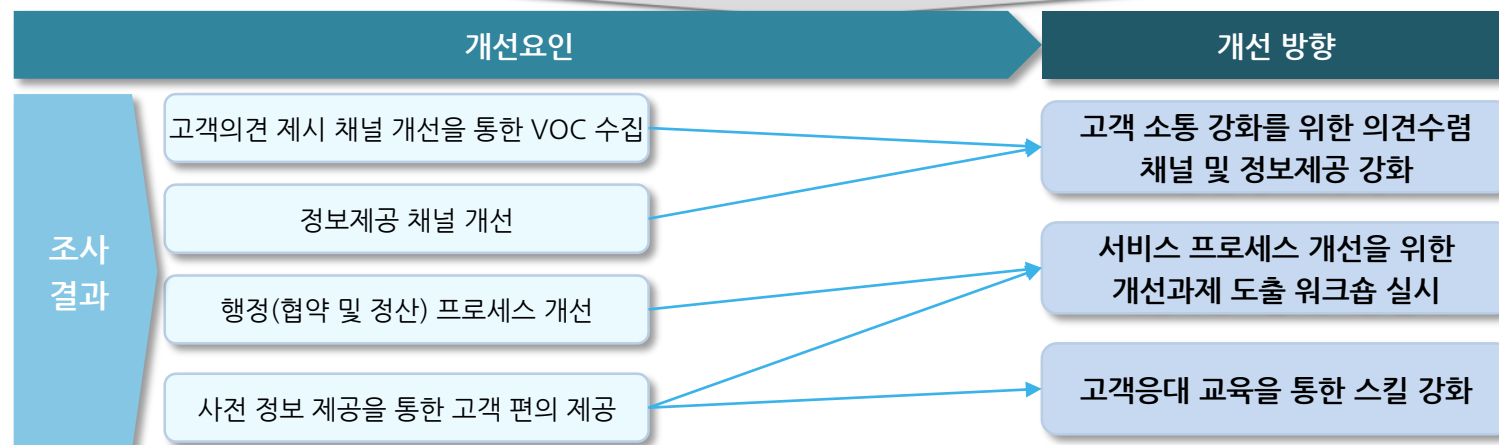 개선요인
개선 방향
조사
결과
고객의견 제시 채널 개선을 통한 VOC 수집
정보제공 채널 개선
행정(협약 및 정산) 프로세스 개선
사전 정보 제공을 통한 고객 편의 제공
고객 소통 강화를 위한 의견수렴
채널 및 정보제공 강화
서비스 프로세스 개선을 위한
개선과제 도출 워크숍 실시
고객응대 교육을 통한 스킬 강화